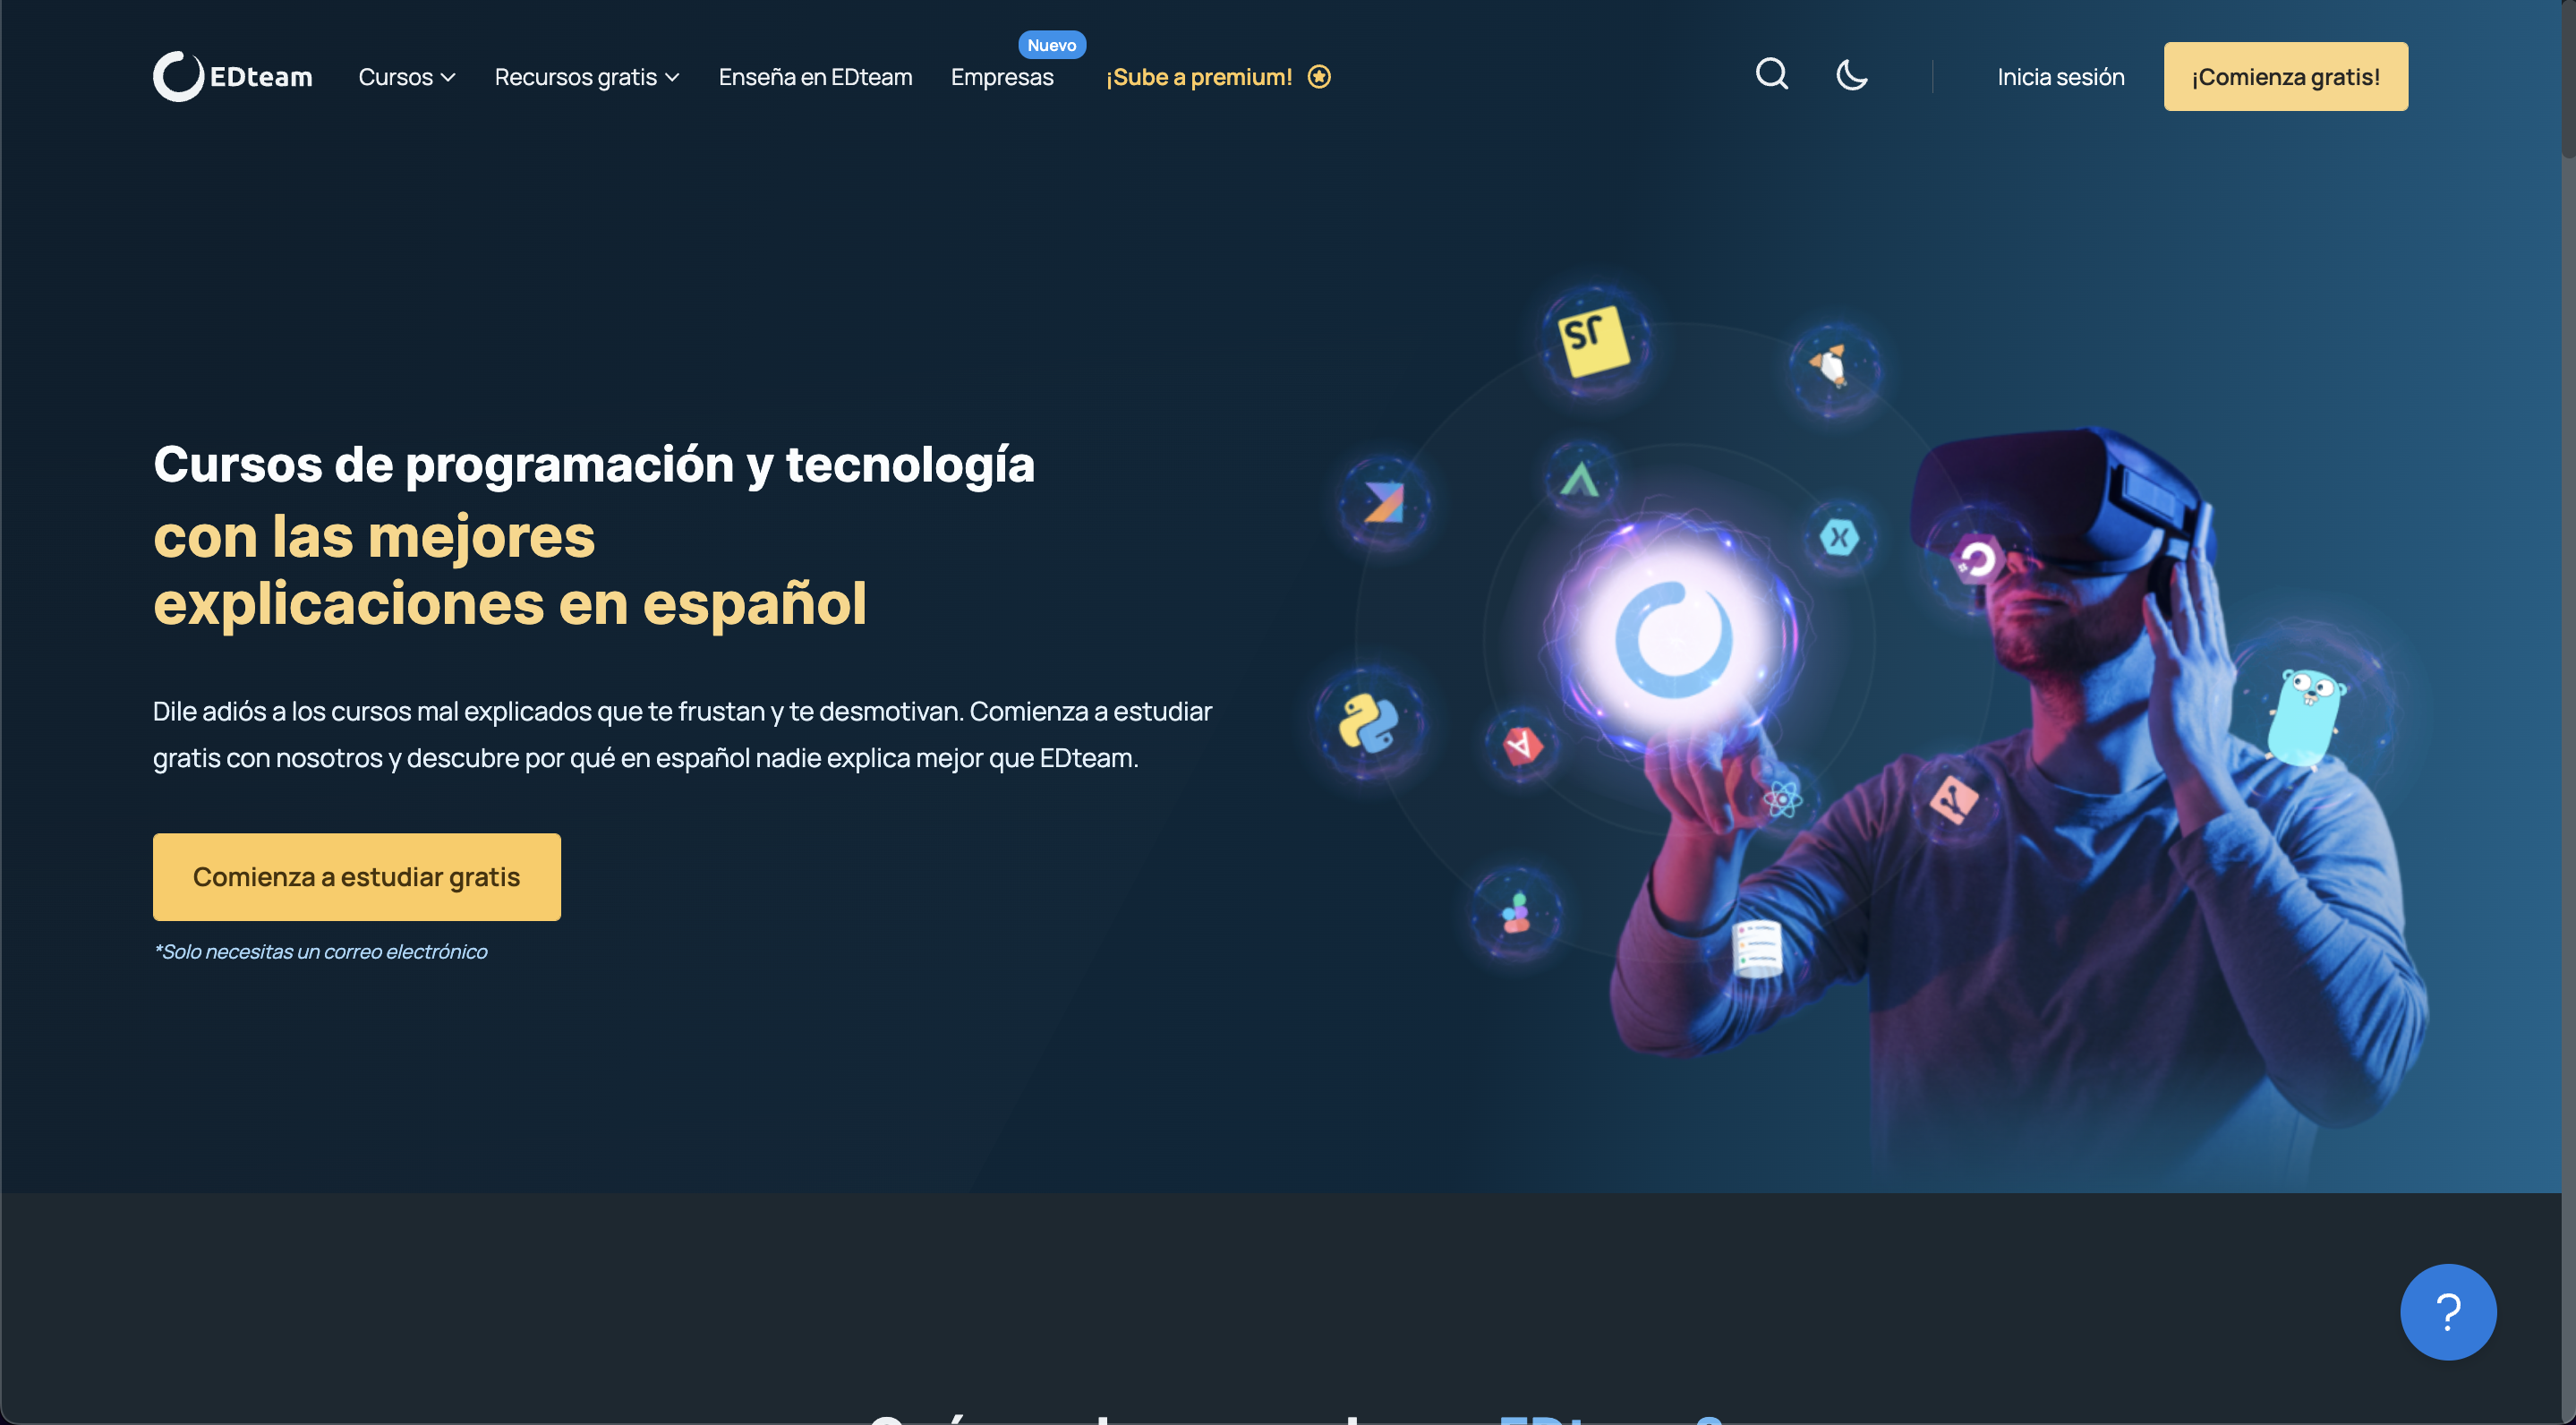 EDteam
Cursos
Recursos gratis
Enseña en EDteam
Nuevo
Empresas
¡Sube a premium!
Inicia sesión
¡Comienza gratis!
JS
Cursos de programación y tecnología
con las mejores
explicaciones en español
Dile adiós a los cursos mal explicados que te frustan y te desmotivan. Comienza a estudiar
gratis con nosotros y descubre por qué en español nadie explica mejor que EDteam.
Comienza a estudiar gratis
*Solo necesitas un correo electrónico
?